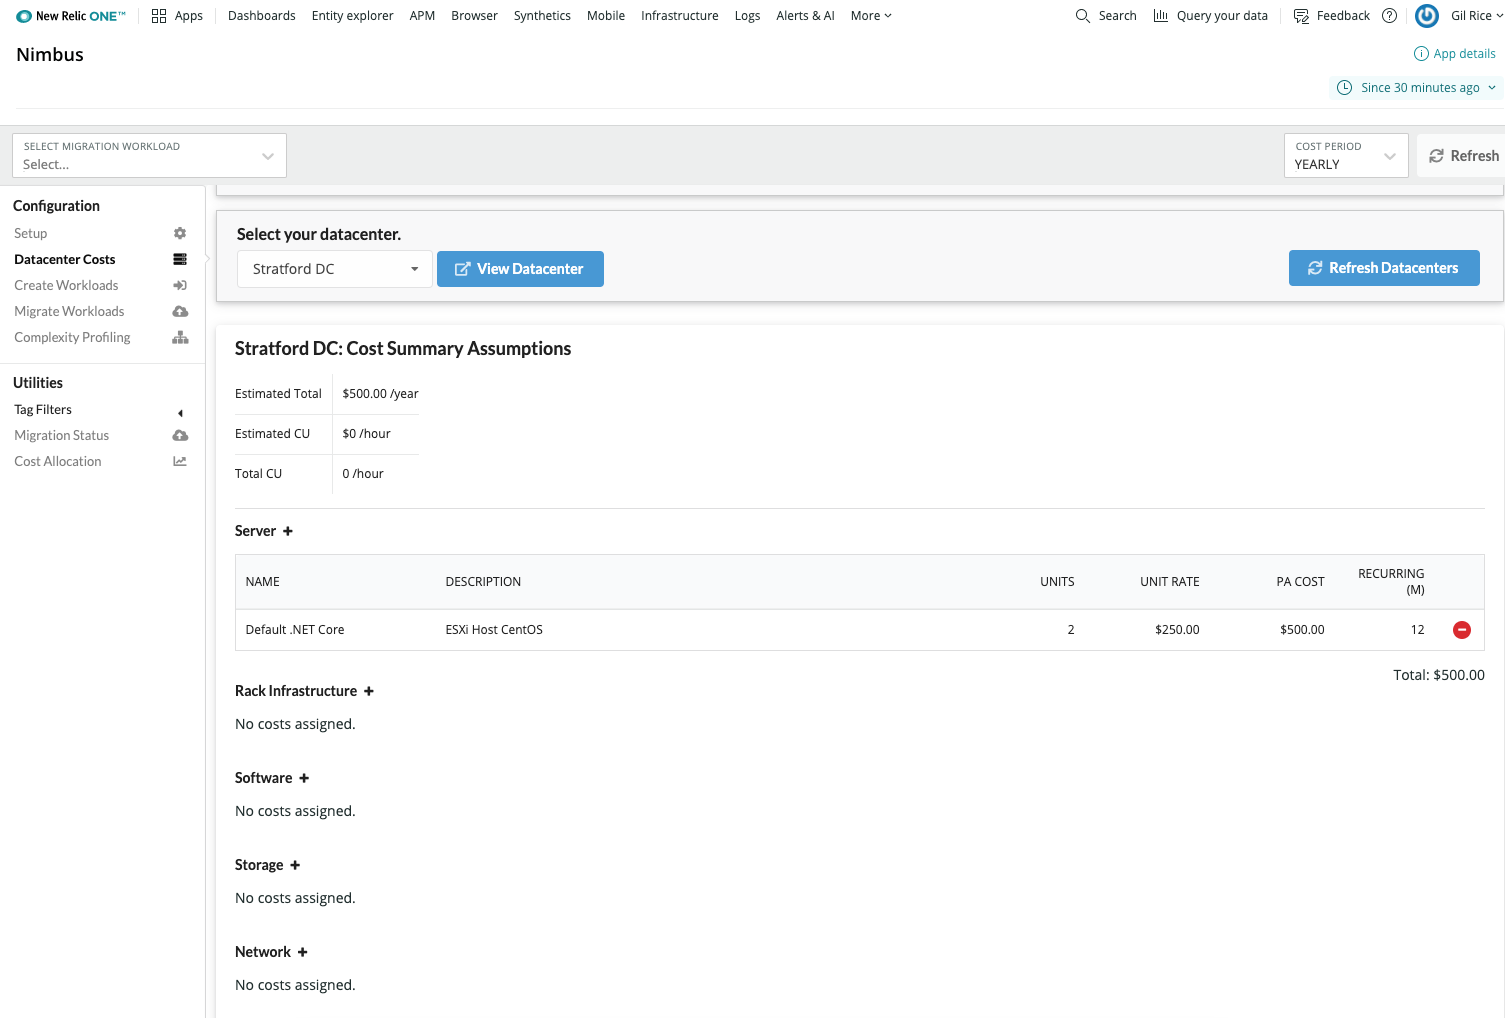 New Relic ONE™ Apps Dashboards Entity explorer APM Browser Synthetics Mobile Infrastructure Logs Alerts & AI More Search Query your data Feedback Gil Rice
Nimbus
App details
Since 30 minutes ago
SELECT MIGRATION WORKLOAD
Select...
COST PERIOD
YEARLY
Refresh
Configuration
Setup
Datacenter Costs
Create Workloads
Migrate Workloads
Complexity Profiling
Utilities
Tag Filters
Migration Status
Cost Allocation
Select your datacenter.
Stratford DC
View Datacenter
Refresh Datacenters
Stratford DC: Cost Summary Assumptions
Estimated Total $500.00 /year
Estimated CU $0 /hour
Total CU 0 /hour
Server +
NAME DESCRIPTION UNITS UNIT RATE PA COST RECURRING (M)
Default .NET Core ESXi Host CentOS 2 $250.00 $500.00 12
Total: $500.00
Rack Infrastructure +
No costs assigned.
Software +
No costs assigned.
Storage +
No costs assigned.
Network +
No costs assigned.